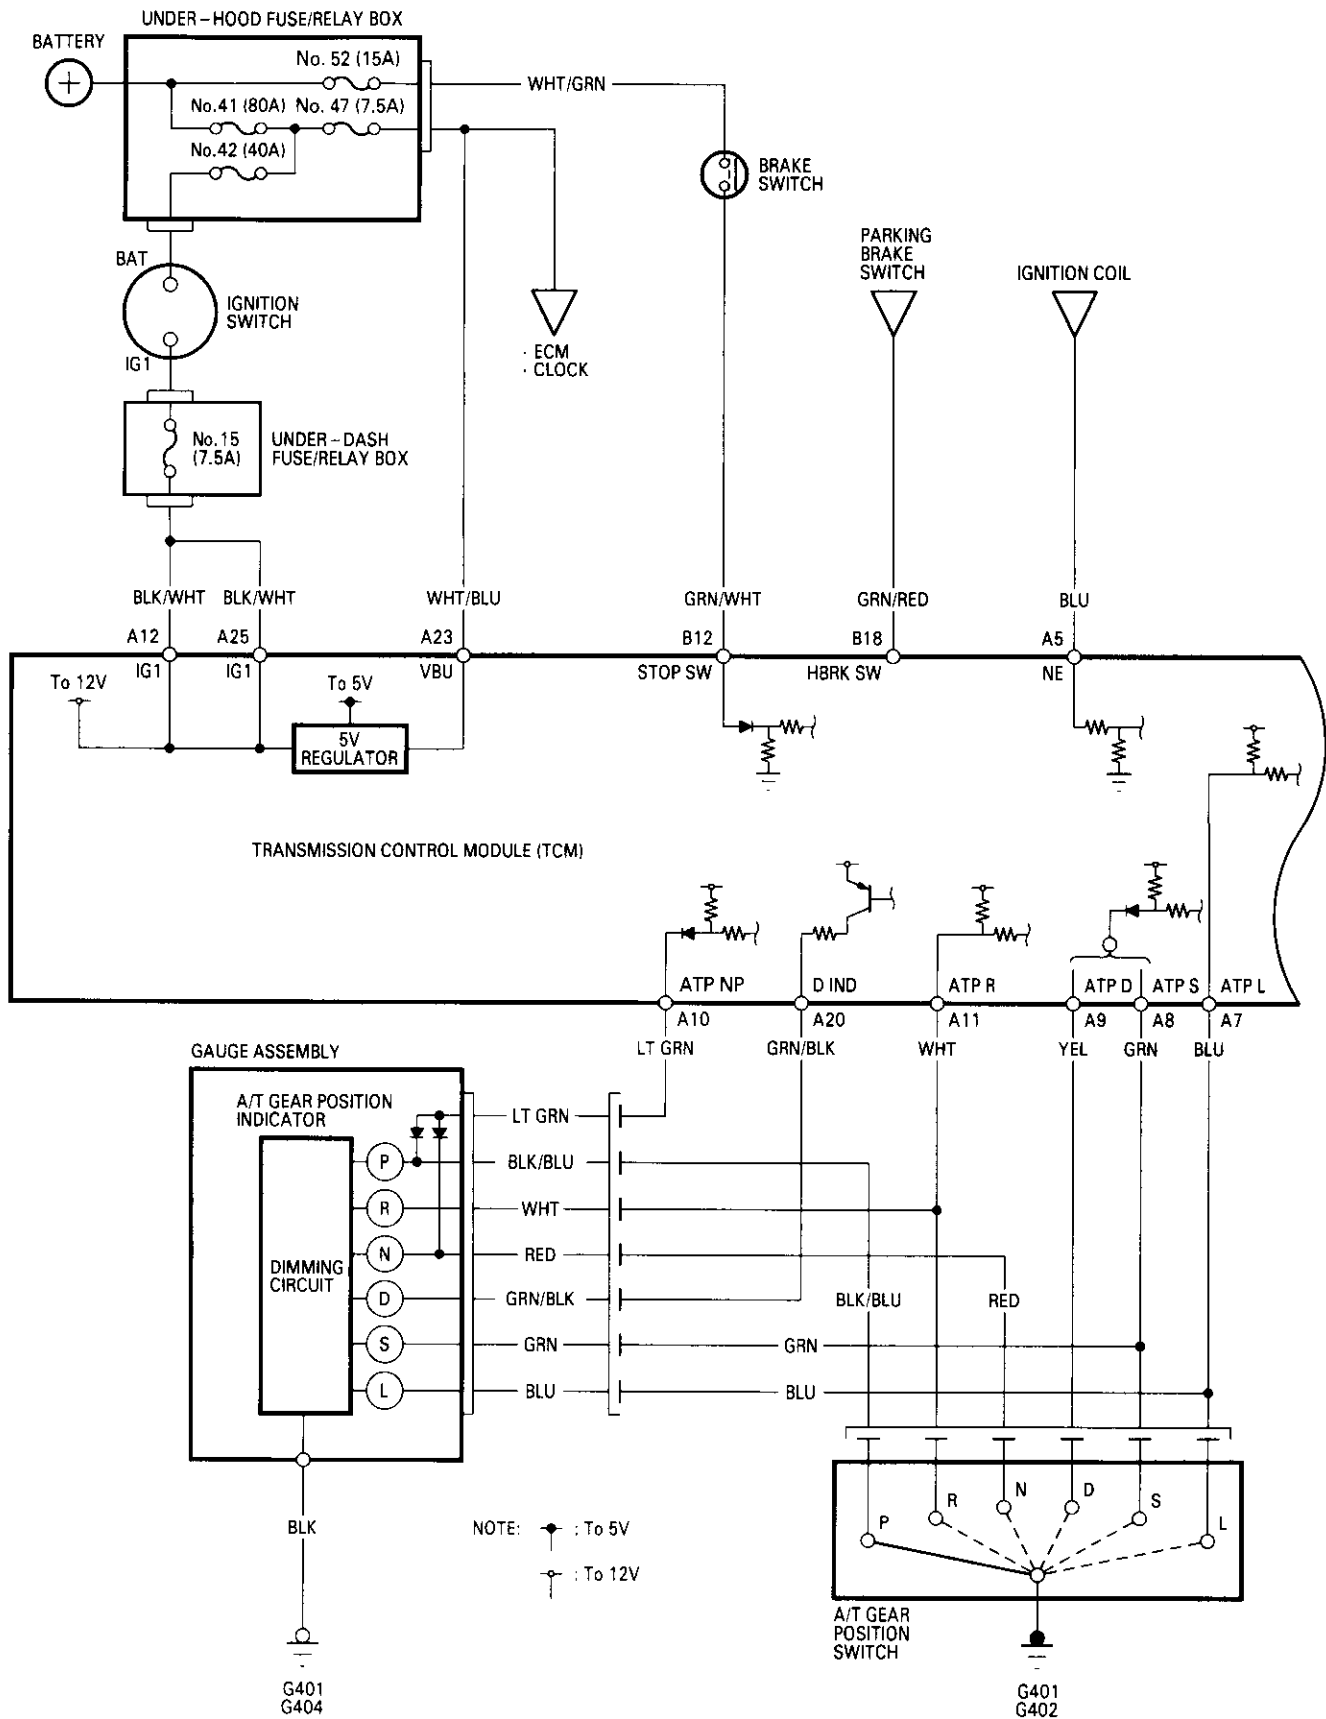 UNDER-HOOD FUSE/RELAY BOX
BATTERY
+
No. 52 (15A)
WHT/GRN
No.41 (80A) No. 47 (7.5A)
No.42 (40A)
BRAKE
SWITCH
PARKING
BRAKE
SWITCH
IGNITION COIL
BAT
IGNITION
SWITCH
IG1
· ECM
· CLOCK
No.15
(7.5A)
UNDER-DASH
FUSE/RELAY BOX
BLK/WHT BLK/WHT WHT/BLU GRN/WHT GRN/RED BLU
A12 A25 A23 B12 B18 A5
IG1 IG1 VBU STOP SW HBRK SW NE
To 12V
To 5V
5V
REGULATOR
TRANSMISSION CONTROL MODULE (TCM)
ATP NP D IND ATP R ATP D ATP S ATP L
A10 A20 A11 A9 A8 A7
LT GRN GRN/BLK WHT YEL GRN BLU
GAUGE ASSEMBLY
A/T GEAR POSITION
INDICATOR
LT GRN
P BLK/BLU
R WHT
N RED
DIMMING
CIRCUIT
D GRN/BLK BLK/BLU RED
S GRN GRN
L BLU BLU
BLK
NOTE: : To 5V
: To 12V
P R N D S L
A/T GEAR
POSITION
SWITCH
G401
G404
G401
G402